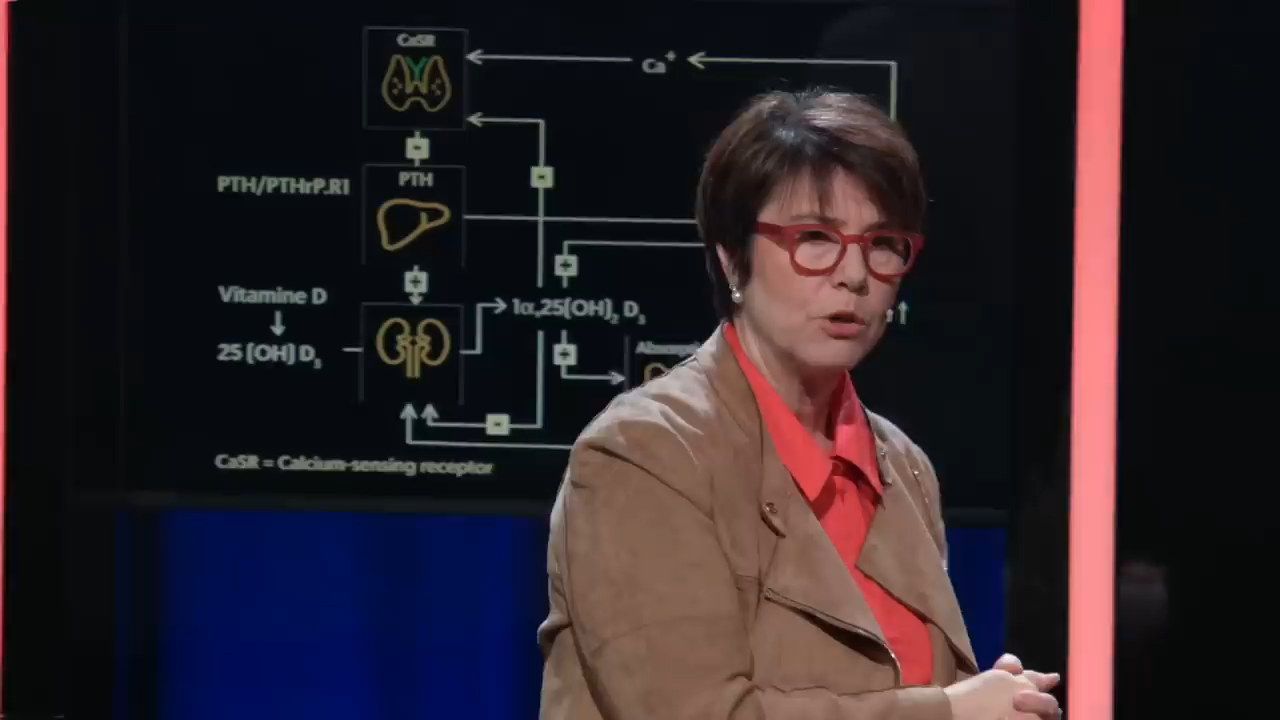 CaSR
Ca⁺
-
-
PTH/PTHrP.R1
PTH
+
+
Vitamine D
1α,25(OH)₂ D₃
↑
25 (OH) D₃
+
-
CaSR = Calcium-sensing receptor